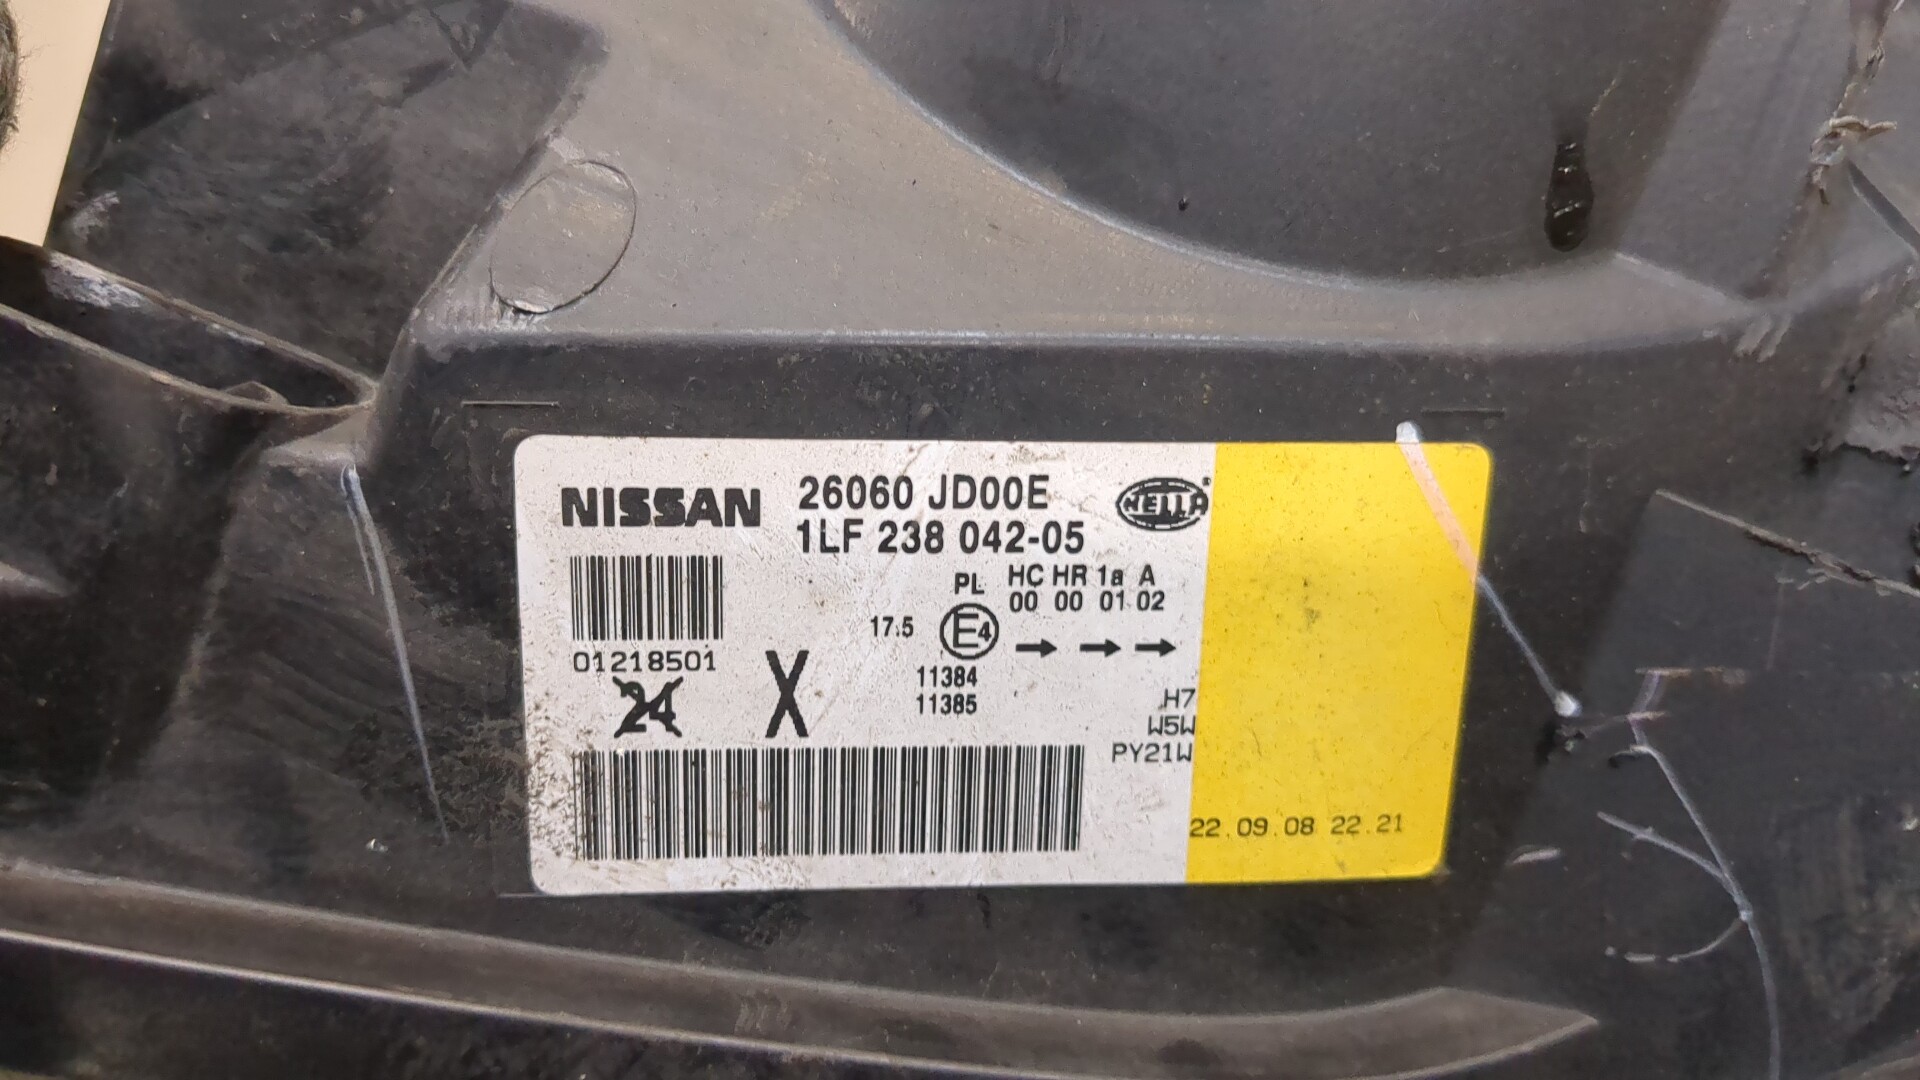 NISSAN 26060 JD00E HELLA
1LF 238 042-05
PL HC HR 1a A
00 00 01 02
17.5 E4
01218501
24 X
11384
11385
H7
W5W
PY21W
22.09.08 22.21